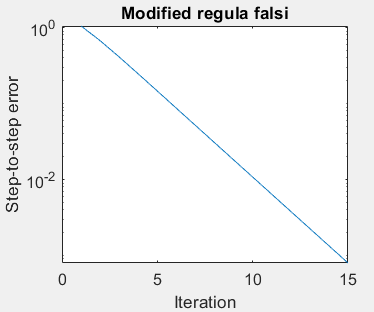 Modified regula falsi
Step-to-step error
10^0
10^-2
0 5 10 15
Iteration